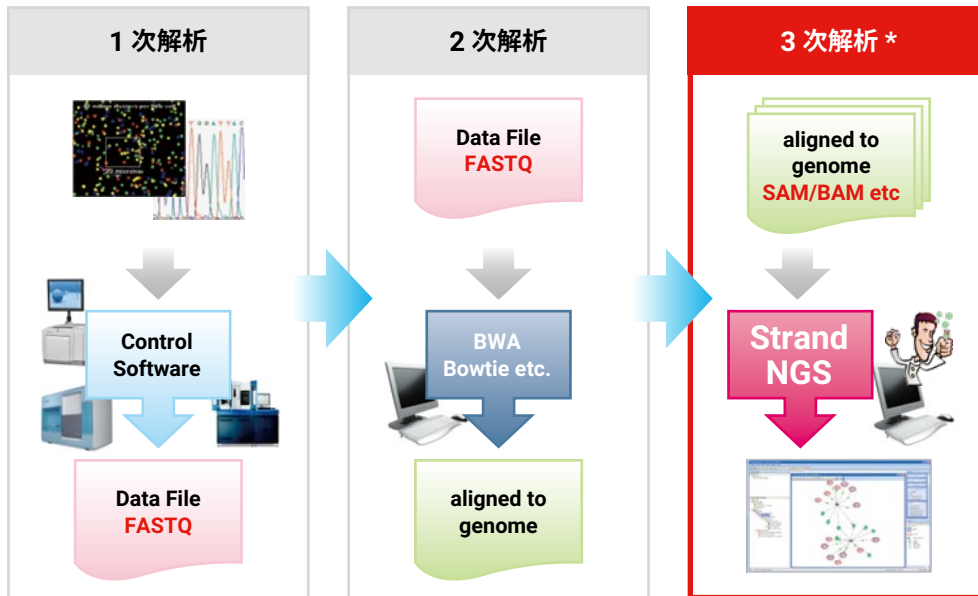 1 次解析
2 次解析
3 次解析 *
T G G A T T A C
Data File
FASTQ
aligned to
genome
SAM/BAM etc
Control
Software
BWA
Bowtie etc.
Strand
NGS
Data File
FASTQ
aligned to
genome